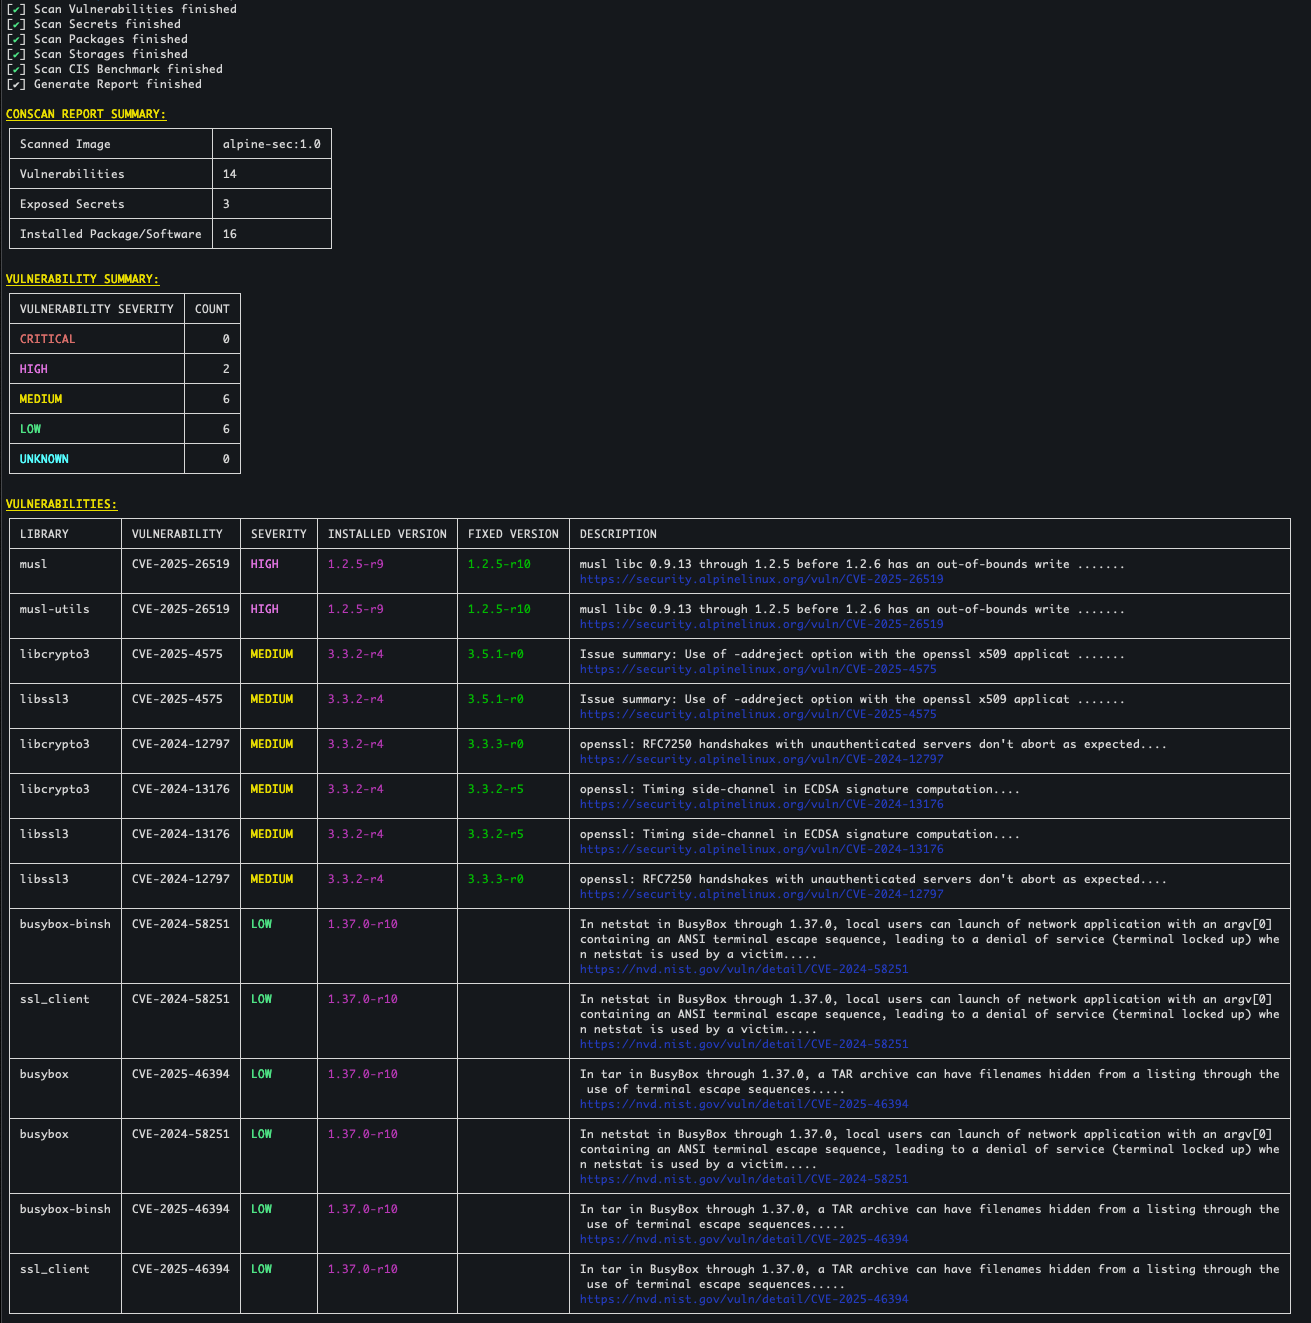 [✔] Scan Vulnerabilities finished
[✔] Scan Secrets finished
[✔] Scan Packages finished
[✔] Scan Storages finished
[✔] Scan CIS Benchmark finished
[✔] Generate Report finished
CONSCAN REPORT SUMMARY:
Scanned Image alpine-sec:1.0
Vulnerabilities 14
Exposed Secrets 3
Installed Package/Software 16
VULNERABILITY SUMMARY:
VULNERABILITY SEVERITY COUNT
CRITICAL 0
HIGH 2
MEDIUM 6
LOW 6
UNKNOWN 0
VULNERABILITIES:
LIBRARY VULNERABILITY SEVERITY INSTALLED VERSION FIXED VERSION DESCRIPTION
musl CVE-2025-26519 HIGH 1.2.5-r9 1.2.5-r10 musl libc 0.9.13 through 1.2.5 before 1.2.6 has an out-of-bounds write .......
https://security.alpinelinux.org/vuln/CVE-2025-26519
musl-utils CVE-2025-26519 HIGH 1.2.5-r9 1.2.5-r10 musl libc 0.9.13 through 1.2.5 before 1.2.6 has an out-of-bounds write .......
https://security.alpinelinux.org/vuln/CVE-2025-26519
libcrypto3 CVE-2025-4575 MEDIUM 3.3.2-r4 3.5.1-r0 Issue summary: Use of -addreject option with the openssl x509 applicat .......
https://security.alpinelinux.org/vuln/CVE-2025-4575
libssl3 CVE-2025-4575 MEDIUM 3.3.2-r4 3.5.1-r0 Issue summary: Use of -addreject option with the openssl x509 applicat .......
https://security.alpinelinux.org/vuln/CVE-2025-4575
libcrypto3 CVE-2024-12797 MEDIUM 3.3.2-r4 3.3.3-r0 openssl: RFC7250 handshakes with unauthenticated servers don't abort as expected....
https://security.alpinelinux.org/vuln/CVE-2024-12797
libcrypto3 CVE-2024-13176 MEDIUM 3.3.2-r4 3.3.2-r5 openssl: Timing side-channel in ECDSA signature computation....
https://security.alpinelinux.org/vuln/CVE-2024-13176
libssl3 CVE-2024-13176 MEDIUM 3.3.2-r4 3.3.2-r5 openssl: Timing side-channel in ECDSA signature computation....
https://security.alpinelinux.org/vuln/CVE-2024-13176
libssl3 CVE-2024-12797 MEDIUM 3.3.2-r4 3.3.3-r0 openssl: RFC7250 handshakes with unauthenticated servers don't abort as expected....
https://security.alpinelinux.org/vuln/CVE-2024-12797
busybox-binsh CVE-2024-58251 LOW 1.37.0-r10 In netstat in BusyBox through 1.37.0, local users can launch of network application with an argv[0]
containing an ANSI terminal escape sequence, leading to a denial of service (terminal locked up) whe
n netstat is used by a victim.....
https://nvd.nist.gov/vuln/detail/CVE-2024-58251
ssl_client CVE-2024-58251 LOW 1.37.0-r10 In netstat in BusyBox through 1.37.0, local users can launch of network application with an argv[0]
containing an ANSI terminal escape sequence, leading to a denial of service (terminal locked up) whe
n netstat is used by a victim.....
https://nvd.nist.gov/vuln/detail/CVE-2024-58251
busybox CVE-2025-46394 LOW 1.37.0-r10 In tar in BusyBox through 1.37.0, a TAR archive can have filenames hidden from a listing through the
use of terminal escape sequences.....
https://nvd.nist.gov/vuln/detail/CVE-2025-46394
busybox CVE-2024-58251 LOW 1.37.0-r10 In netstat in BusyBox through 1.37.0, local users can launch of network application with an argv[0]
containing an ANSI terminal escape sequence, leading to a denial of service (terminal locked up) whe
n netstat is used by a victim.....
https://nvd.nist.gov/vuln/detail/CVE-2024-58251
busybox-binsh CVE-2025-46394 LOW 1.37.0-r10 In tar in BusyBox through 1.37.0, a TAR archive can have filenames hidden from a listing through the
use of terminal escape sequences.....
https://nvd.nist.gov/vuln/detail/CVE-2025-46394
ssl_client CVE-2025-46394 LOW 1.37.0-r10 In tar in BusyBox through 1.37.0, a TAR archive can have filenames hidden from a listing through the
use of terminal escape sequences.....
https://nvd.nist.gov/vuln/detail/CVE-2025-46394